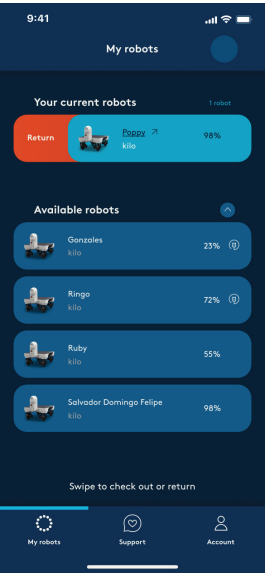 9:41
My robots
Your current robots
1 robot
Return
Poppy
kilo
98%
Available robots
Gonzales
kilo
23%
Ringo
kilo
72%
Ruby
kilo
55%
Salvador Domingo Felipe
kilo
98%
Swipe to check out or return
My robots
Support
Account